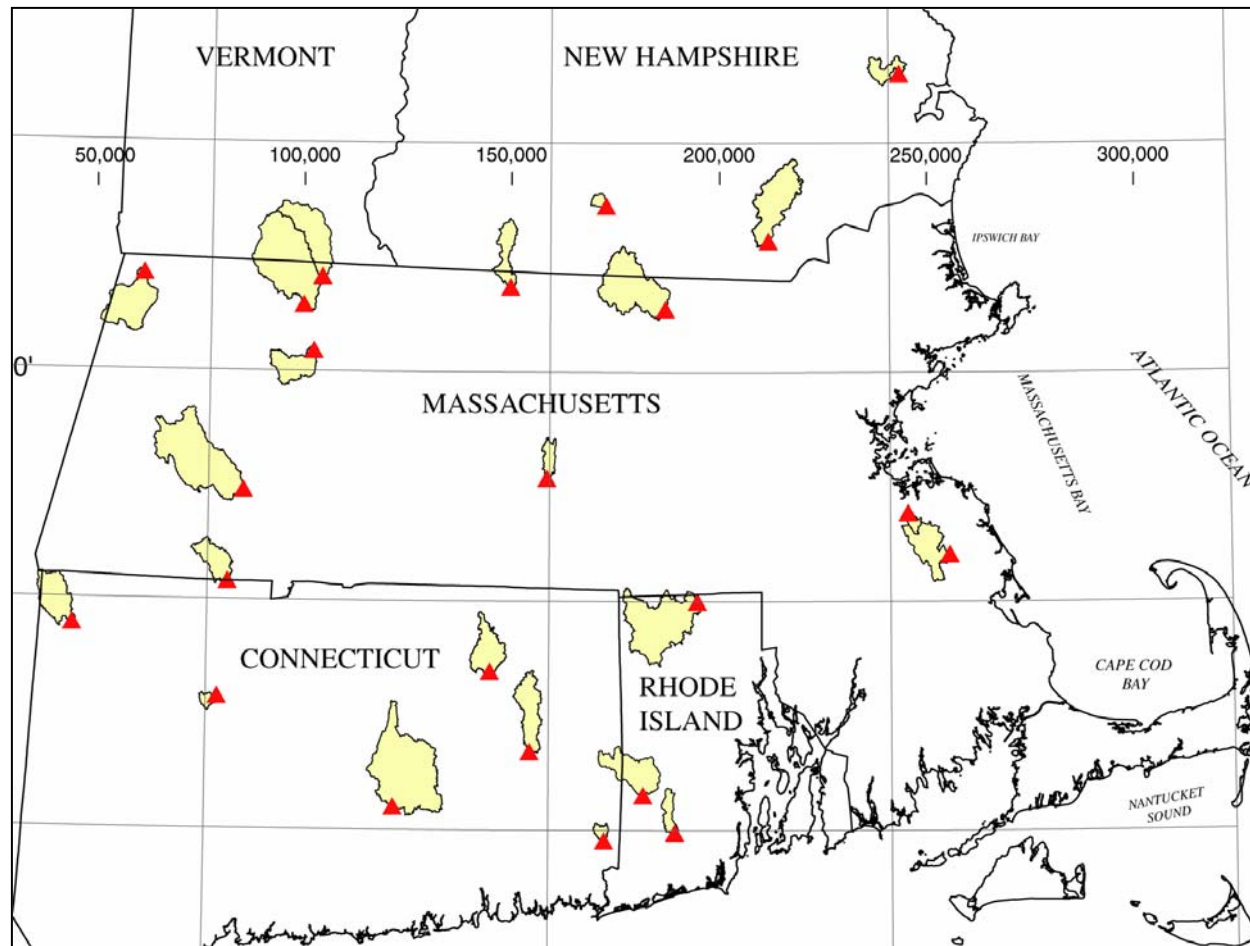 VERMONT
NEW HAMPSHIRE
50,000
100,000
150,000
200,000
250,000
300,000
IPSWICH BAY
0'
MASSACHUSETTS
MASSACHUSETTS BAY
ATLANTIC OCEAN
CONNECTICUT
RHODE
ISLAND
CAPE COD
BAY
NANTUCKET
SOUND